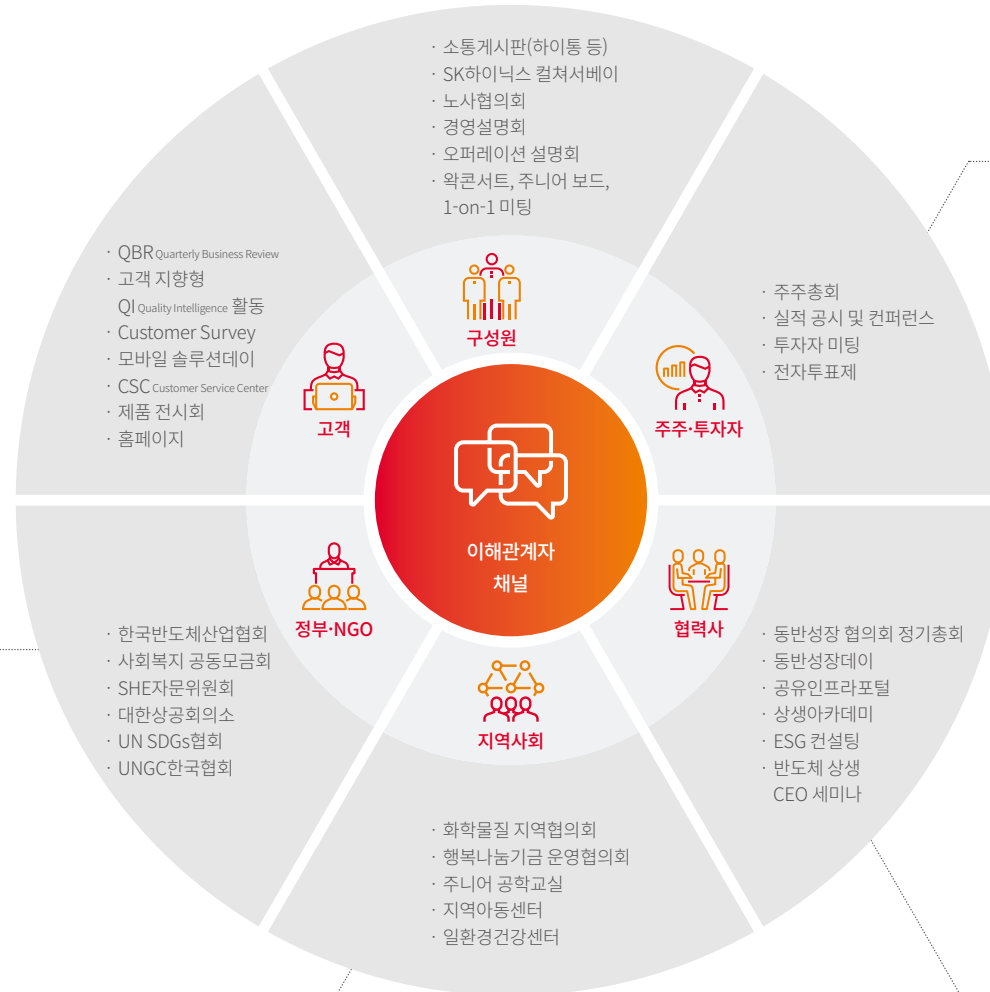 · 소통게시판(하이통 등)
· SK하이닉스 컬쳐서베이
· 노사협의회
· 경영설명회
· 오퍼레이션 설명회
· 왁콘서트, 주니어 보드,
1-on-1 미팅
구성원
· 주주총회
· 실적 공시 및 컨퍼런스
· 투자자 미팅
· 전자투표제
주주·투자자
· QBR Quarterly Business Review
· 고객 지향형
QI Quality Intelligence 활동
· Customer Survey
· 모바일 솔루션데이
· CSC Customer Service Center
· 제품 전시회
· 홈페이지
고객
이해관계자
채널
정부·NGO
· 한국반도체산업협회
· 사회복지 공동모금회
· SHE자문위원회
· 대한상공회의소
· UN SDGs협회
· UNGC한국협회
협력사
· 동반성장 협의회 정기총회
· 동반성장데이
· 공유인프라포털
· 상생아카데미
· ESG 컨설팅
· 반도체 상생
CEO 세미나
지역사회
· 화학물질 지역협의회
· 행복나눔기금 운영협의회
· 주니어 공학교실
· 지역아동센터
· 일환경건강센터